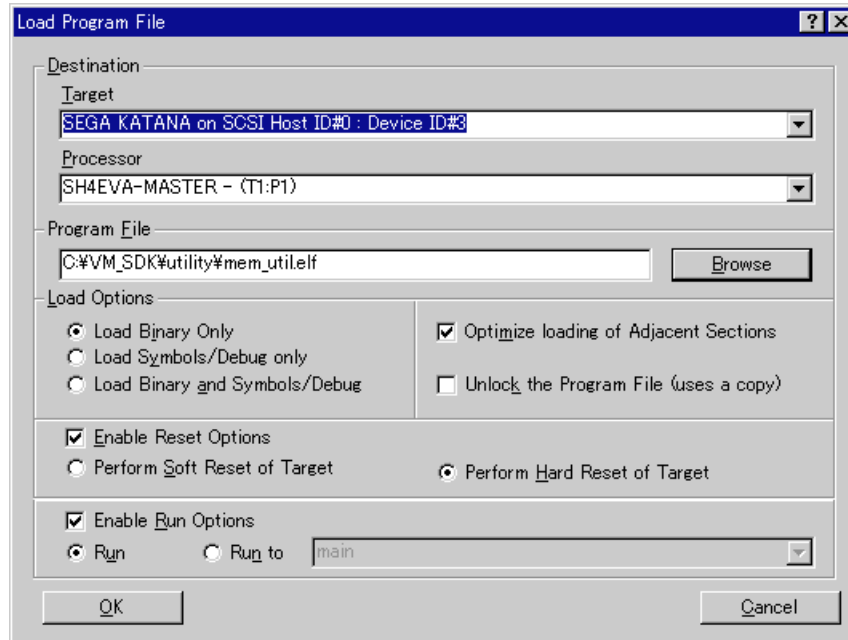 Load Program File
Destination
Target
SEGA KATANA on SCSI Host ID#0 : Device ID#3
Processor
SH4EVA-MASTER - (T1:P1)
Program File
C:¥VM_SDK¥utility¥mem_util.elf
Browse
Load Options
Load Binary Only
Optimize loading of Adjacent Sections
Load Symbols/Debug only
Load Binary and Symbols/Debug
Unlock the Program File (uses a copy)
Enable Reset Options
Perform Soft Reset of Target
Perform Hard Reset of Target
Enable Run Options
Run
Run to
main
OK
Cancel